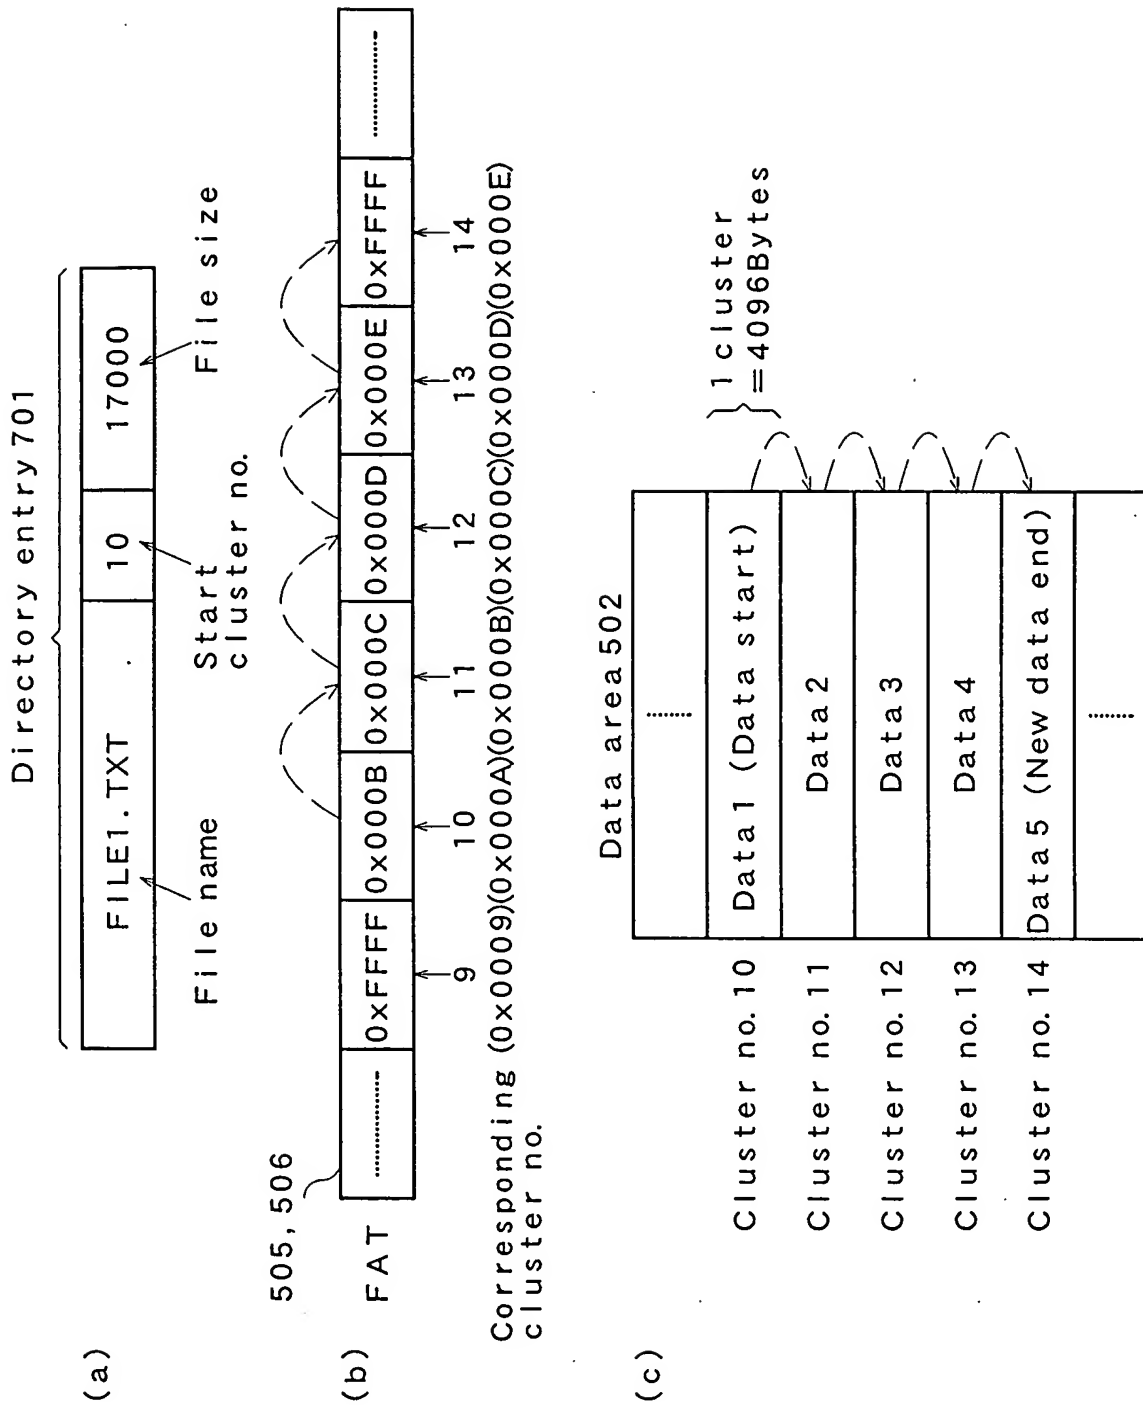 (a)
Directory entry 701
FILE1.TXT
10
17000
File name
Start
cluster no.
File size
(b)
505, 506
FAT
............
0xFFFF
0x000B
0x000C
0x000D
0x000E
0xFFFF
............
9
10
11
12
13
14
Corresponding (0x0009)(0x000A)(0x000B)(0x000C)(0x000D)(0x000E)
cluster no.
(c)
Data area 502
........
Cluster no. 10
Data 1 (Data start)
1 cluster
=4096Bytes
Cluster no. 11
Data 2
Cluster no. 12
Data 3
Cluster no. 13
Data 4
Cluster no. 14
Data 5 (New data end)
........